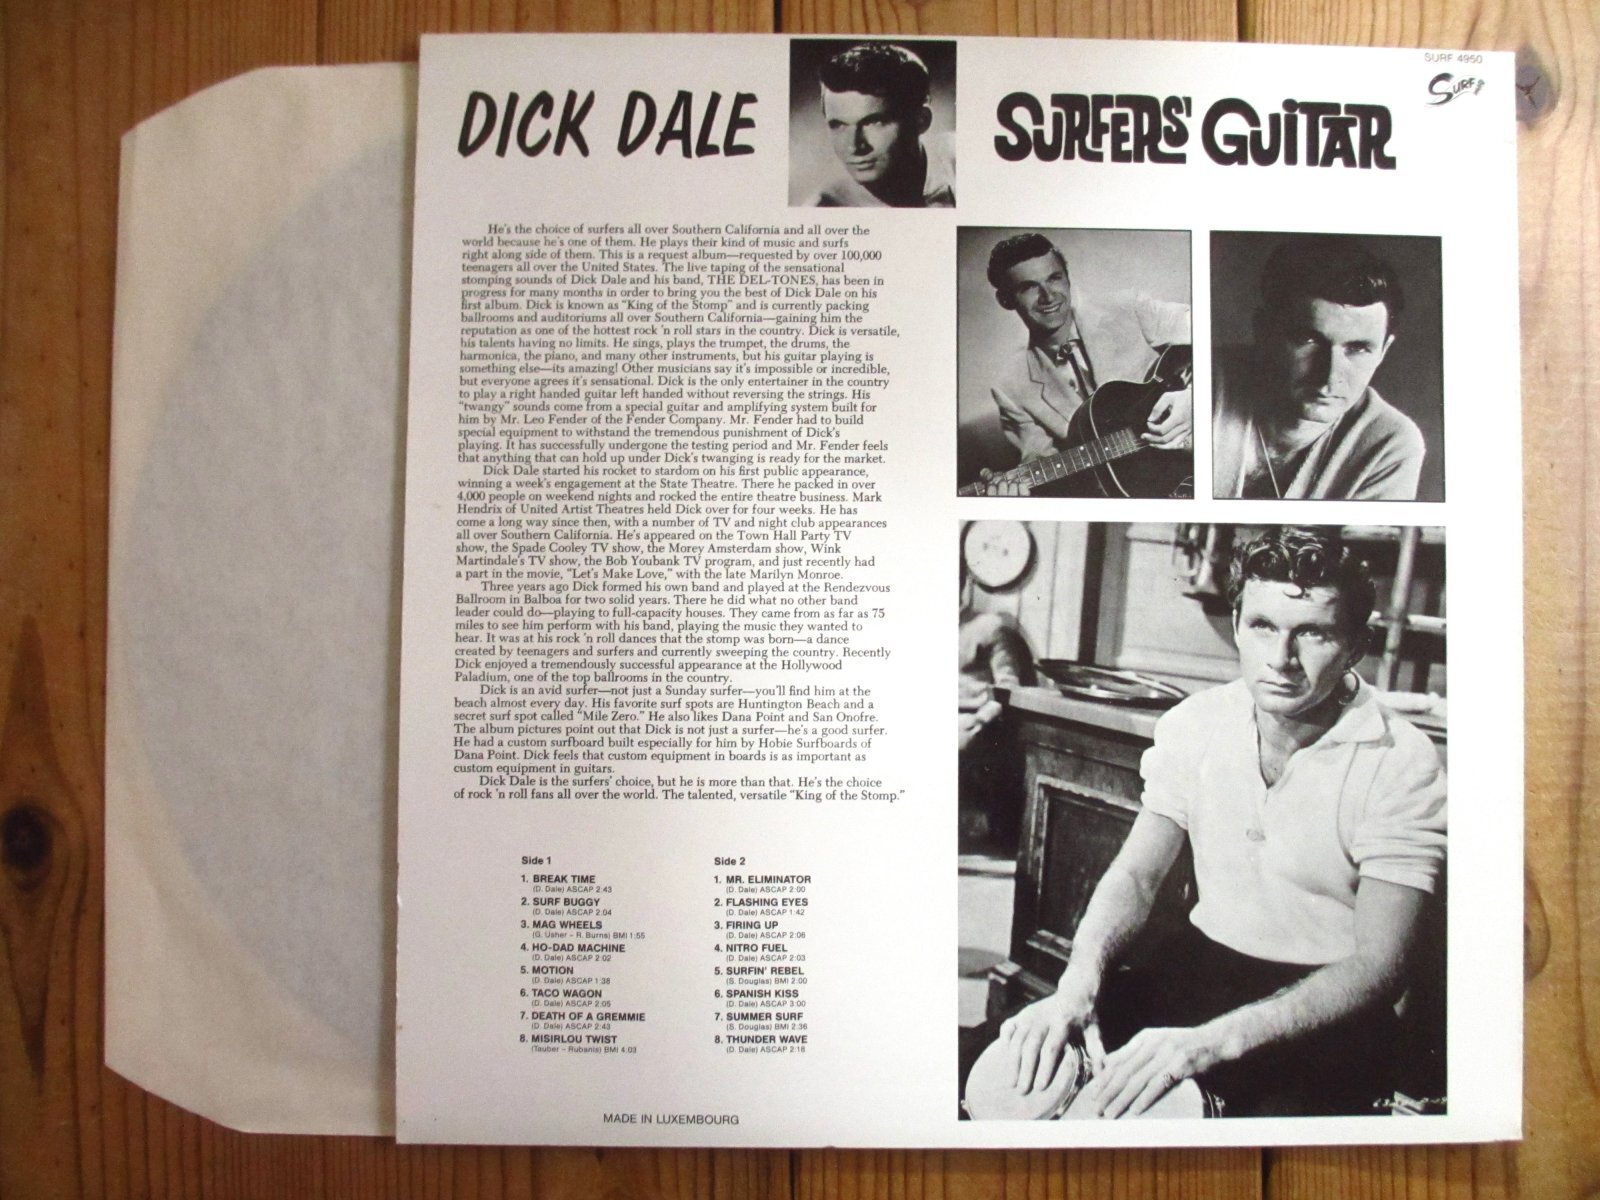 SURF 4950
SURF
DICK DALE
SURFERS' GUITAR
He's the choice of surfers all over Southern California and all over the
world because he's one of them. He plays their kind of music and surfs
right along side of them. This is a request album—requested by over 100,000
teenagers all over the United States. The live taping of the sensational
stomping sounds of Dick Dale and his band, THE DEL-TONES, has been in
progress for many months in order to bring you the best of Dick Dale on his
first album. Dick is known as "King of the Stomp" and is currently packing
ballrooms and auditoriums all over Southern California—gaining him the
reputation as one of the hottest rock 'n roll stars in the country. Dick is versatile,
his talents having no limits. He sings, plays the trumpet, the drums, the
harmonica, the piano, and many other instruments, but his guitar playing is
something else—its amazing! Other musicians say it's impossible or incredible,
but everyone agrees it's sensational. Dick is the only entertainer in the country
to play a right handed guitar left handed without reversing the strings. His
"twangy" sounds come from a special guitar and amplifying system built for
him by Mr. Leo Fender of the Fender Company. Mr. Fender had to build
special equipment to withstand the tremendous punishment of Dick's
playing. It has successfully undergone the testing period and Mr. Fender feels
that anything that can hold up under Dick's twanging is ready for the market.
Dick Dale started his rocket to stardom on his first public appearance,
winning a week's engagement at the State Theatre. There he packed in over
4,000 people on weekend nights and rocked the entire theatre business. Mark
Hendrix of United Artist Theatres held Dick over for four weeks. He has
come a long way since then, with a number of TV and night club appearances
all over Southern California. He's appeared on the Town Hall Party TV
show, the Spade Cooley TV show, the Morey Amsterdam show, Wink
Martindale's TV show, the Bob Youbank TV program, and just recently had
a part in the movie, "Let's Make Love," with the late Marilyn Monroe.
Three years ago Dick formed his own band and played at the Rendezvous
Ballroom in Balboa for two solid years. There he did what no other band
leader could do—playing to full-capacity houses. They came from as far as 75
miles to see him perform with his band, playing the music they wanted to
hear. It was at his rock 'n roll dances that the stomp was born—a dance
created by teenagers and surfers and currently sweeping the country. Recently
Dick enjoyed a tremendously successful appearance at the Hollywood
Paladium, one of the top ballrooms in the country.
Dick is an avid surfer—not just a Sunday surfer—you'll find him at the
beach almost every day. His favorite surf spots are Huntington Beach and a
secret surf spot called "Mile Zero." He also likes Dana Point and San Onofre.
The album pictures point out that Dick is not just a surfer—he's a good surfer.
He had a custom surfboard built especially for him by Hobie Surfboards of
Dana Point. Dick feels that custom equipment in boards is as important as
custom equipment in guitars.
Dick Dale is the surfers' choice, but he is more than that. He's the choice
of rock 'n roll fans all over the world. The talented, versatile "King of the Stomp."
Side 1
1. BREAK TIME
(D. Dale) ASCAP 2:43
2. SURF BUGGY
(D. Dale) ASCAP 2:04
3. MAG WHEELS
(G. Usher – R. Burns) BMI 1:55
4. HO-DAD MACHINE
(D. Dale) ASCAP 2:02
5. MOTION
(D. Dale) ASCAP 1:38
6. TACO WAGON
(D. Dale) ASCAP 2:05
7. DEATH OF A GREMMIE
(D. Dale) ASCAP 2:43
8. MISIRLOU TWIST
(Tauber – Rubanis) BMI 4:03
Side 2
1. MR. ELIMINATOR
(D. Dale) ASCAP 2:00
2. FLASHING EYES
(D. Dale) ASCAP 1:42
3. FIRING UP
(D. Dale) ASCAP 2:06
4. NITRO FUEL
(D. Dale) ASCAP 2:03
5. SURFIN' REBEL
(S. Douglas) BMI 2:00
6. SPANISH KISS
(D. Dale) ASCAP 3:00
7. SUMMER SURF
(S. Douglas) BMI 2:36
8. THUNDER WAVE
(D. Dale) ASCAP 2:18
MADE IN LUXEMBOURG